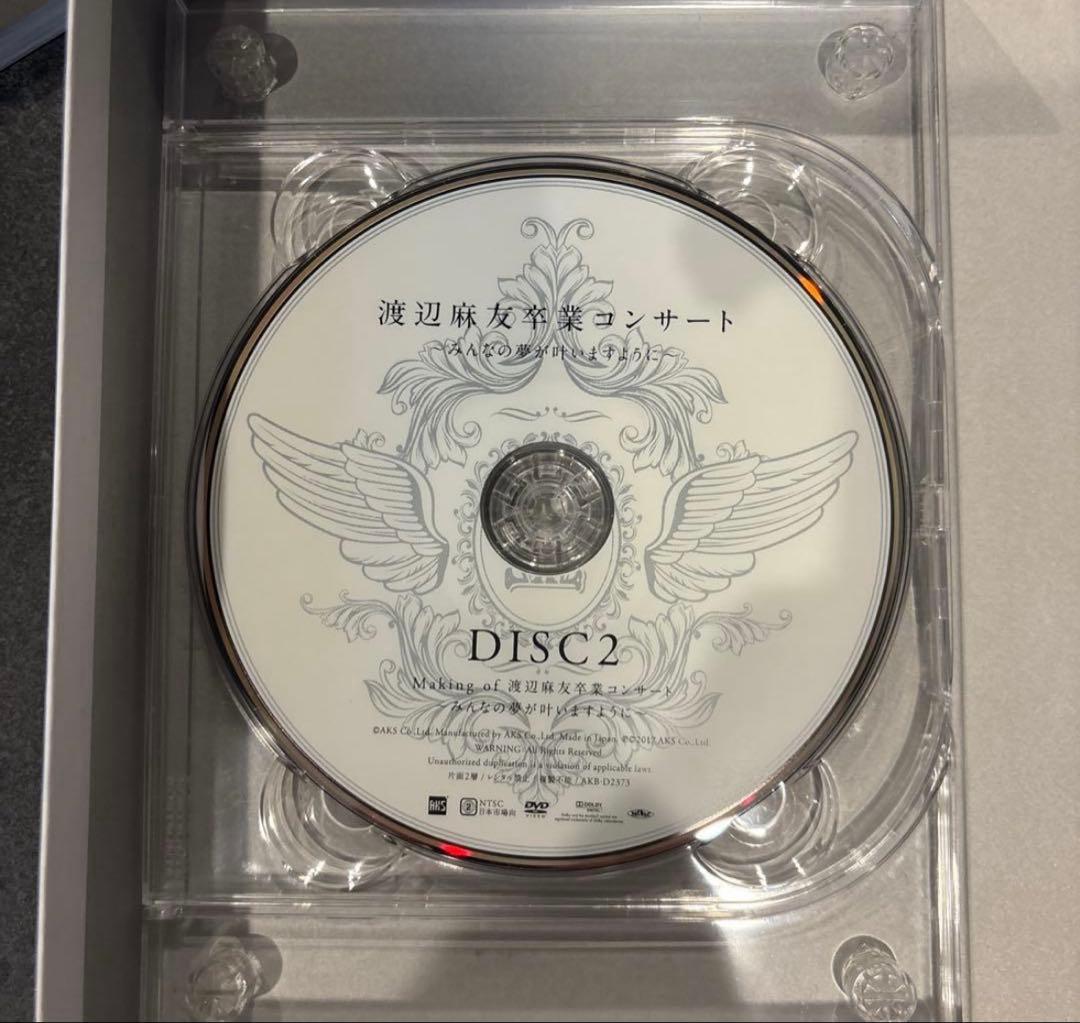 渡辺麻友卒業コンサート
～みんなの夢が叶いますように～
DISC2
Making of 渡辺麻友卒業コンサート
～みんなの夢が叶いますように～
©AKS Co.,Ltd. Manufactured by AKS Co.,Ltd. Made in Japan. ℗©2017 AKS Co.,Ltd.
WARNING: All Rights Reserved.
Unauthorized duplication is a violation of applicable laws.
片面2層 / レンタル禁止 / 複製不能 / AKB-D2373
AKS 2 NTSC 日本市場向 DVD VIDEO DOLBY DIGITAL